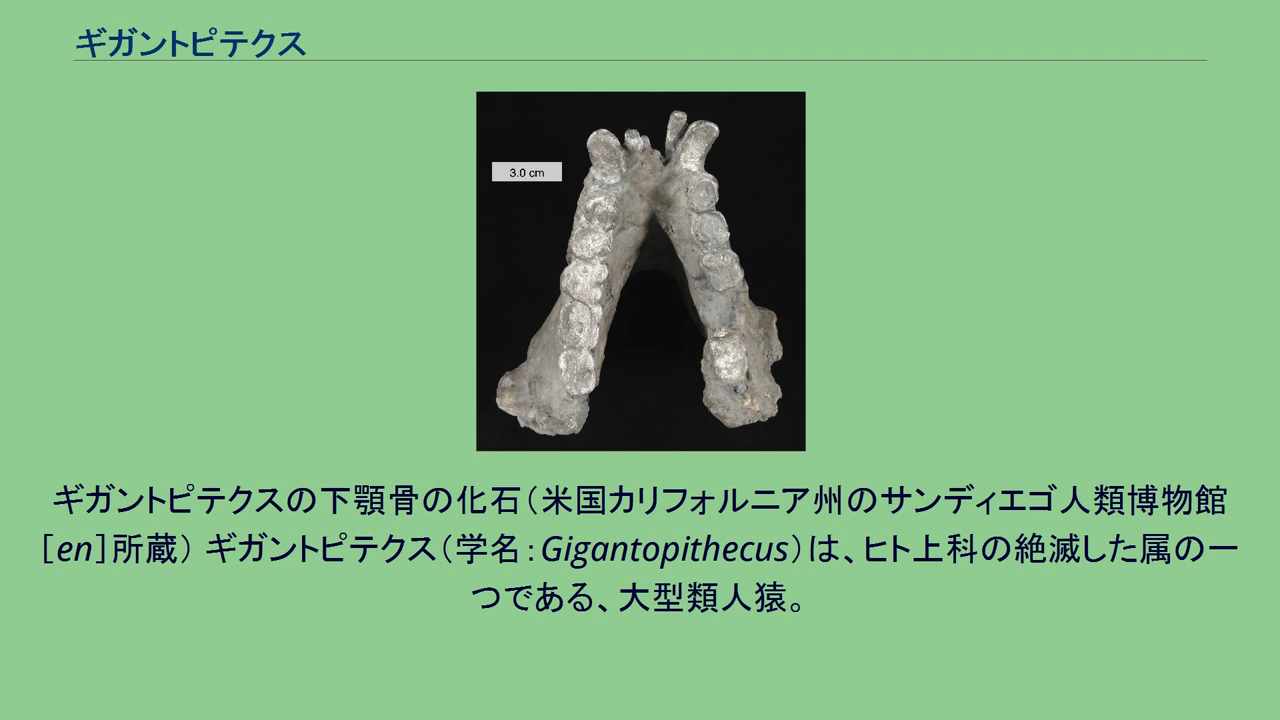 ギガントピテクス
3.0 cm
ギガントピテクスの下顎骨の化石（米国カリフォルニア州のサンディエゴ人類博物館
［en］所蔵） ギガントピテクス（学名：Gigantopithecus）は、ヒト上科の絶滅した属の一
つである、大型類人猿。